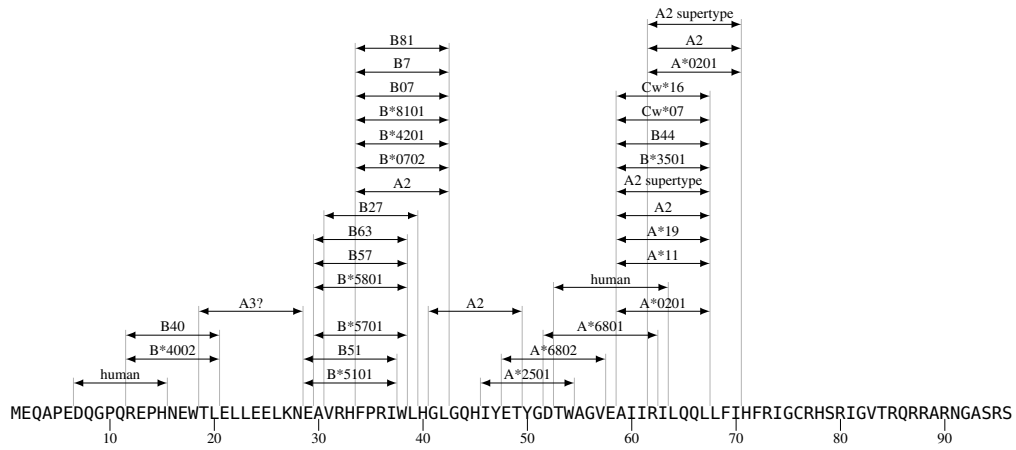 A2 supertype
B81 A2
B7 A*0201
B07 Cw*16
B*8101 Cw*07
B*4201 B44
B*0702 B*3501
A2 A2 supertype
B27 A2
B63 A*19
B57 A*11
B*5801 human
A3? A2 A*0201
B40 B*5701 A*6801
B*4002 B51 A*6802
human B*5101 A*2501
MEQAPEDQGPQREPHNEWTLELLEELKNEAVRHFPRIWLHGLGQHIYETYGDTWAGVEAIIRILQQLLFIHFRIGCRHSRIGVTRQRRARNGASRS
10 20 30 40 50 60 70 80 90